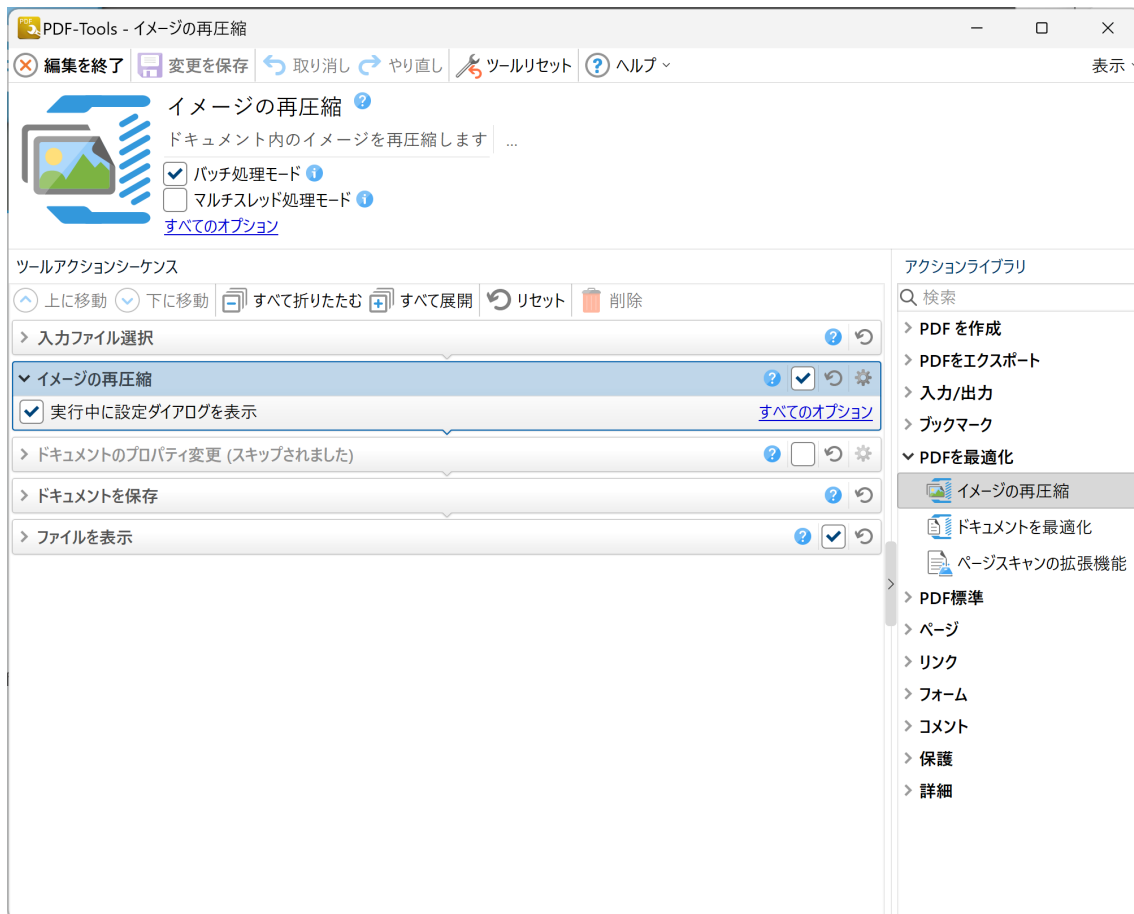 PDF-Tools - イメージの再圧縮
編集を終了 変更を保存 取り消し やり直し ツールリセット ヘルプ 表示
イメージの再圧縮
ドキュメント内のイメージを再圧縮します ...
バッチ処理モード
マルチスレッド処理モード
すべてのオプション
ツールアクションシーケンス
上に移動 下に移動 すべて折りたたむ すべて展開 リセット 削除
入力ファイル選択
イメージの再圧縮
実行中に設定ダイアログを表示 すべてのオプション
ドキュメントのプロパティ変更 (スキップされました)
ドキュメントを保存
ファイルを表示
アクションライブラリ
検索
PDF を作成
PDFをエクスポート
入力/出力
ブックマーク
PDFを最適化
イメージの再圧縮
ドキュメントを最適化
ページスキャンの拡張機能
PDF標準
ページ
リンク
フォーム
コメント
保護
詳細